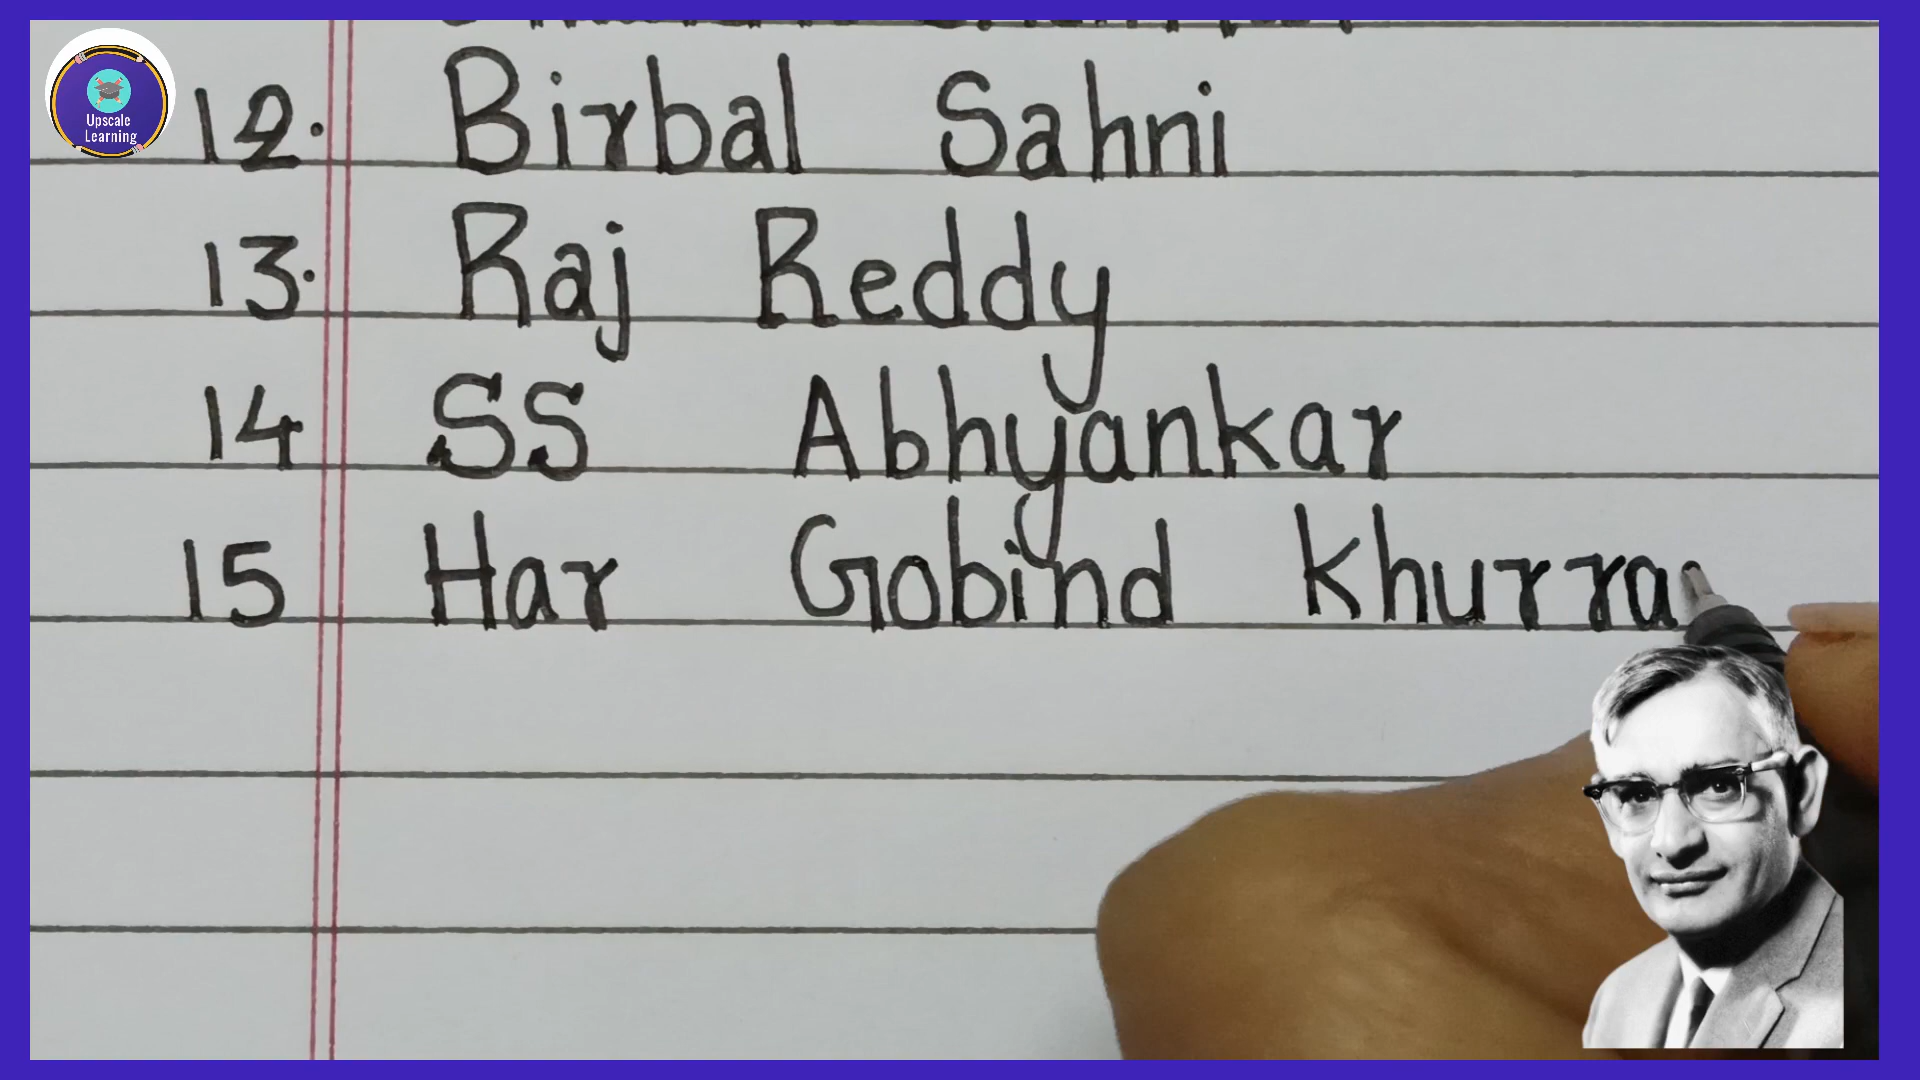 Upscale
Learning
12. Birbal Sahni
13. Raj Reddy
14 SS Abhyankar
15 Har Gobind Khurra